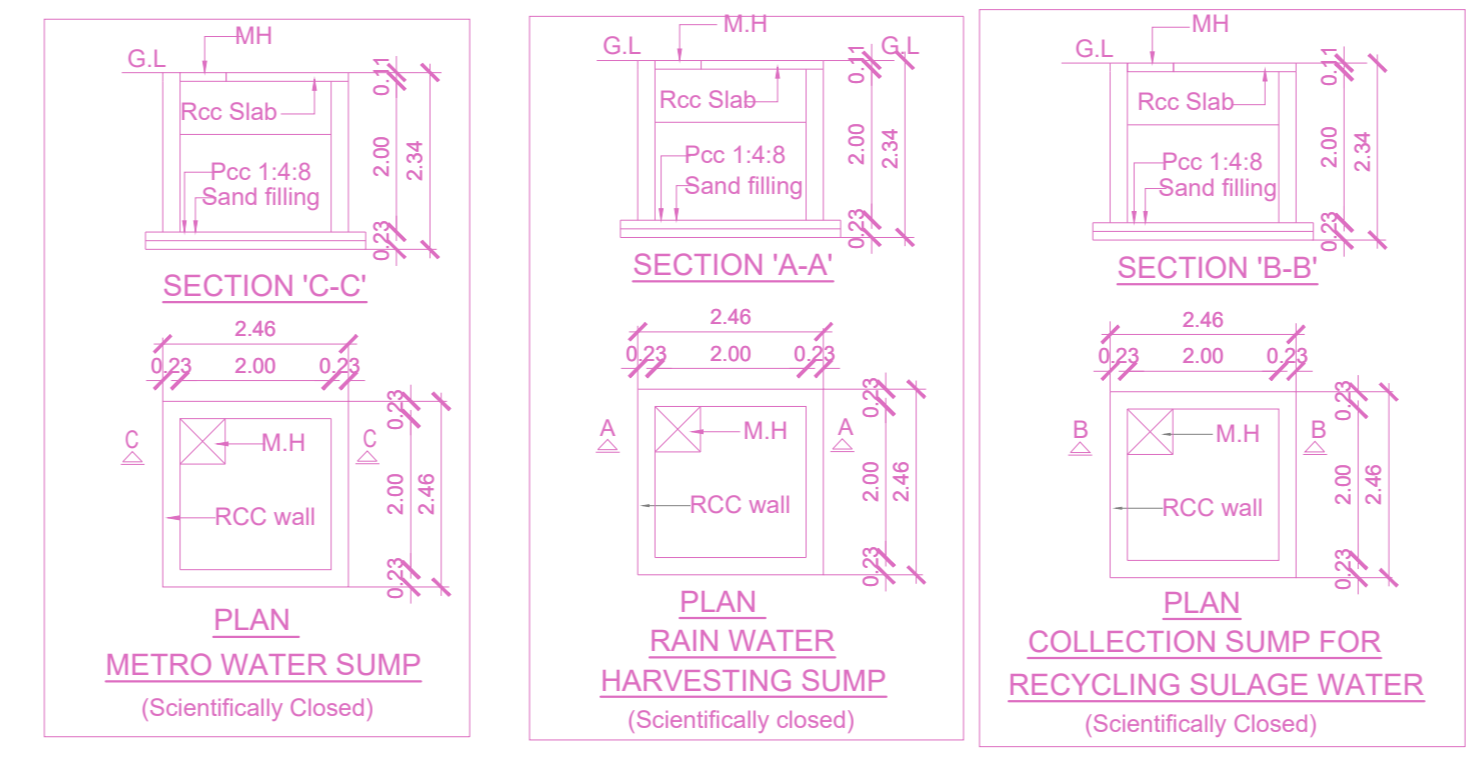 MH
G.L
0.11
Rcc Slab
2.00
2.34
Pcc 1:4:8
Sand filling
0.23
SECTION 'C-C'
2.46
0.23 2.00 0.23
0.23
C C
M.H
2.00
2.46
RCC wall
0.23
PLAN
METRO WATER SUMP
(Scientifically Closed)
M.H
G.L G.L
0.11
Rcc Slab
2.00
2.34
Pcc 1:4:8
Sand filling
0.23
SECTION 'A-A'
2.46
0.23 2.00 0.23
0.23
A A
M.H
2.00
2.46
RCC wall
0.23
PLAN
RAIN WATER
HARVESTING SUMP
(Scientifically closed)
MH
G.L
0.11
Rcc Slab
2.00
2.34
Pcc 1:4:8
Sand filling
0.23
SECTION 'B-B'
2.46
0.23 2.00 0.23
0.23
B B
M.H
2.00
2.46
RCC wall
0.23
PLAN
COLLECTION SUMP FOR
RECYCLING SULAGE WATER
(Scientifically Closed)